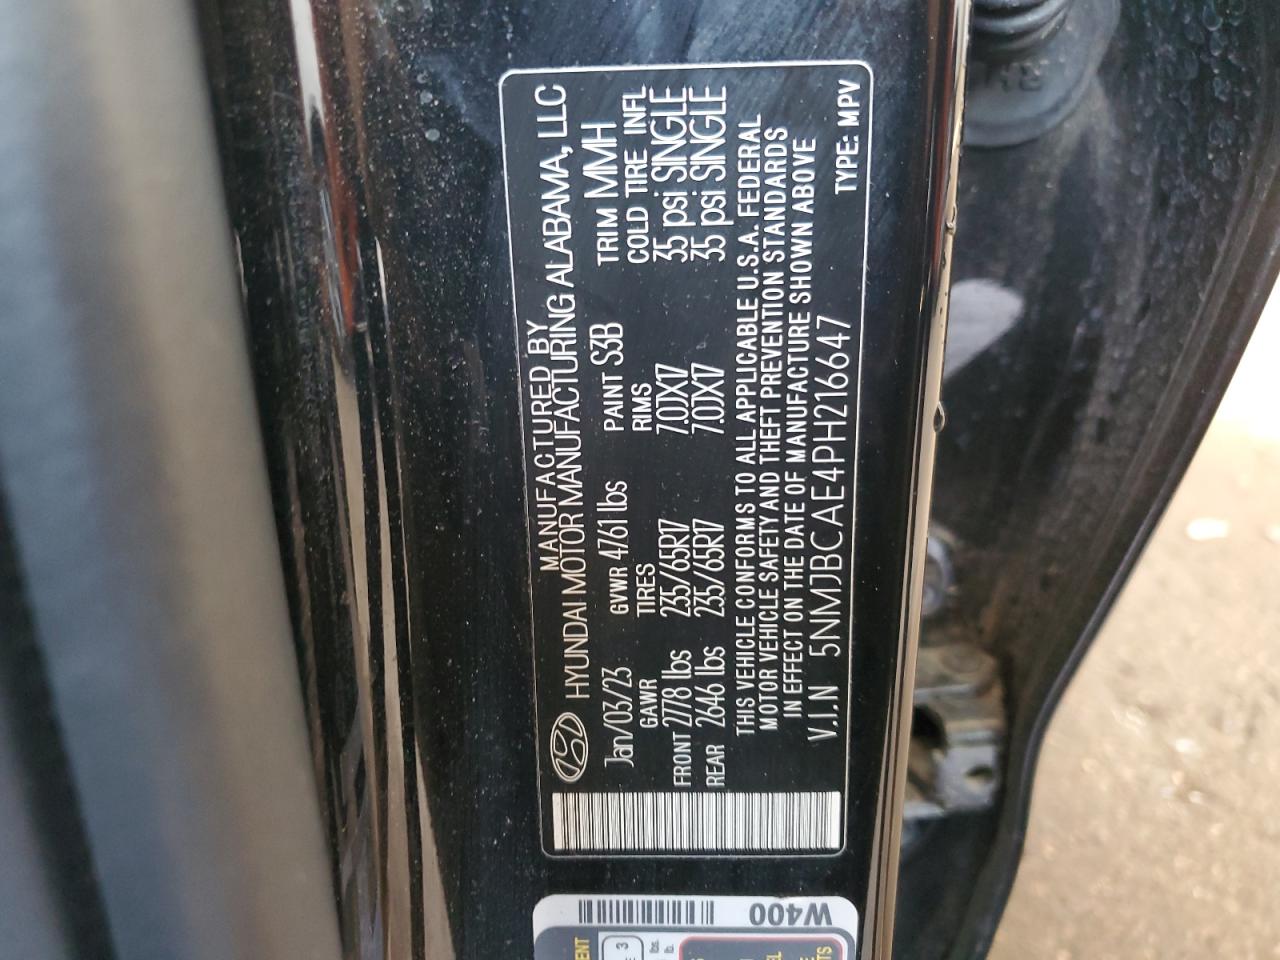 MANUFACTURED BY
HYUNDAI MOTOR MANUFACTURING ALABAMA, LLC
Jan/03/23 GVWR 4761 lbs PAINT S3B TRIM MMH
GAWR TIRES RIMS COLD TIRE INFL
FRONT 2778 lbs 235/65R17 7.0JX17 35 psi SINGLE
REAR 2646 lbs 235/65R17 7.0JX17 35 psi SINGLE
THIS VEHICLE CONFORMS TO ALL APPLICABLE U.S.A. FEDERAL
MOTOR VEHICLE SAFETY AND THEFT PREVENTION STANDARDS
IN EFFECT ON THE DATE OF MANUFACTURE SHOWN ABOVE
V.I.N 5NMJBCAE4PH216647
TYPE: MPV
W400